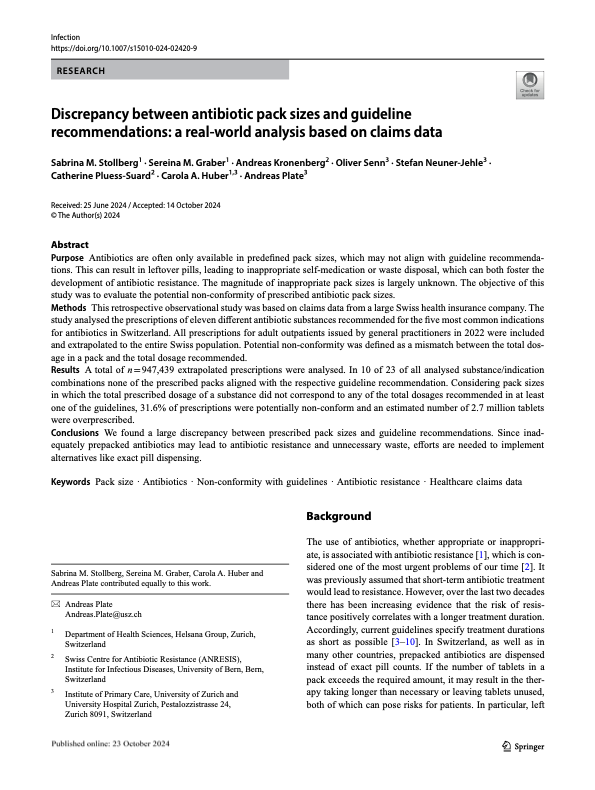 Infection
https://doi.org/10.1007/s15010-024-02420-9
RESEARCH
Check for
updates
Discrepancy between antibiotic pack sizes and guideline
recommendations: a real-world analysis based on claims data
Sabrina M. Stollberg1 · Sereina M. Graber1 · Andreas Kronenberg2 · Oliver Senn3 · Stefan Neuner-Jehle3 ·
Catherine Pluess-Suard2 · Carola A. Huber1,3 · Andreas Plate3
Received: 25 June 2024 / Accepted: 14 October 2024
© The Author(s) 2024
Abstract
Purpose Antibiotics are often only available in predefined pack sizes, which may not align with guideline recommenda-
tions. This can result in leftover pills, leading to inappropriate self-medication or waste disposal, which can both foster the
development of antibiotic resistance. The magnitude of inappropriate pack sizes is largely unknown. The objective of this
study was to evaluate the potential non-conformity of prescribed antibiotic pack sizes.
Methods This retrospective observational study was based on claims data from a large Swiss health insurance company. The
study analysed the prescriptions of eleven different antibiotic substances recommended for the five most common indications
for antibiotics in Switzerland. All prescriptions for adult outpatients issued by general practitioners in 2022 were included
and extrapolated to the entire Swiss population. Potential non-conformity was defined as a mismatch between the total dos-
age in a pack and the total dosage recommended.
Results A total of n = 947,439 extrapolated prescriptions were analysed. In 10 of 23 of all analysed substance/indication
combinations none of the prescribed packs aligned with the respective guideline recommendation. Considering pack sizes
in which the total prescribed dosage of a substance did not correspond to any of the total dosages recommended in at least
one of the guidelines, 31.6% of prescriptions were potentially non-conform and an estimated number of 2.7 million tablets
were overprescribed.
Conclusions We found a large discrepancy between prescribed pack sizes and guideline recommendations. Since inad-
equately prepacked antibiotics may lead to antibiotic resistance and unnecessary waste, efforts are needed to implement
alternatives like exact pill dispensing.
Keywords Pack size · Antibiotics · Non-conformity with guidelines · Antibiotic resistance · Healthcare claims data
Sabrina M. Stollberg, Sereina M. Graber, Carola A. Huber and
Andreas Plate contributed equally to this work.
Andreas Plate
Andreas.Plate@usz.ch
1 Department of Health Sciences, Helsana Group, Zurich,
Switzerland
2 Swiss Centre for Antibiotic Resistance (ANRESIS),
Institute for Infectious Diseases, University of Bern, Bern,
Switzerland
3 Institute of Primary Care, University of Zurich and
University Hospital Zurich, Pestalozzistrasse 24,
Zurich 8091, Switzerland
Background
The use of antibiotics, whether appropriate or inappropri-
ate, is associated with antibiotic resistance [1], which is con-
sidered one of the most urgent problems of our time [2]. It
was previously assumed that short-term antibiotic treatment
would lead to resistance. However, over the last two decades
there has been increasing evidence that the risk of resis-
tance positively correlates with a longer treatment duration.
Accordingly, current guidelines specify treatment durations
as short as possible [3–10]. In Switzerland, as well as in
many other countries, prepacked antibiotics are dispensed
instead of exact pill counts. If the number of tablets in a
pack exceeds the required amount, it may result in the ther-
apy taking longer than necessary or leaving tablets unused,
both of which can pose risks for patients. In particular, left
Published online: 23 October 2024
Springer